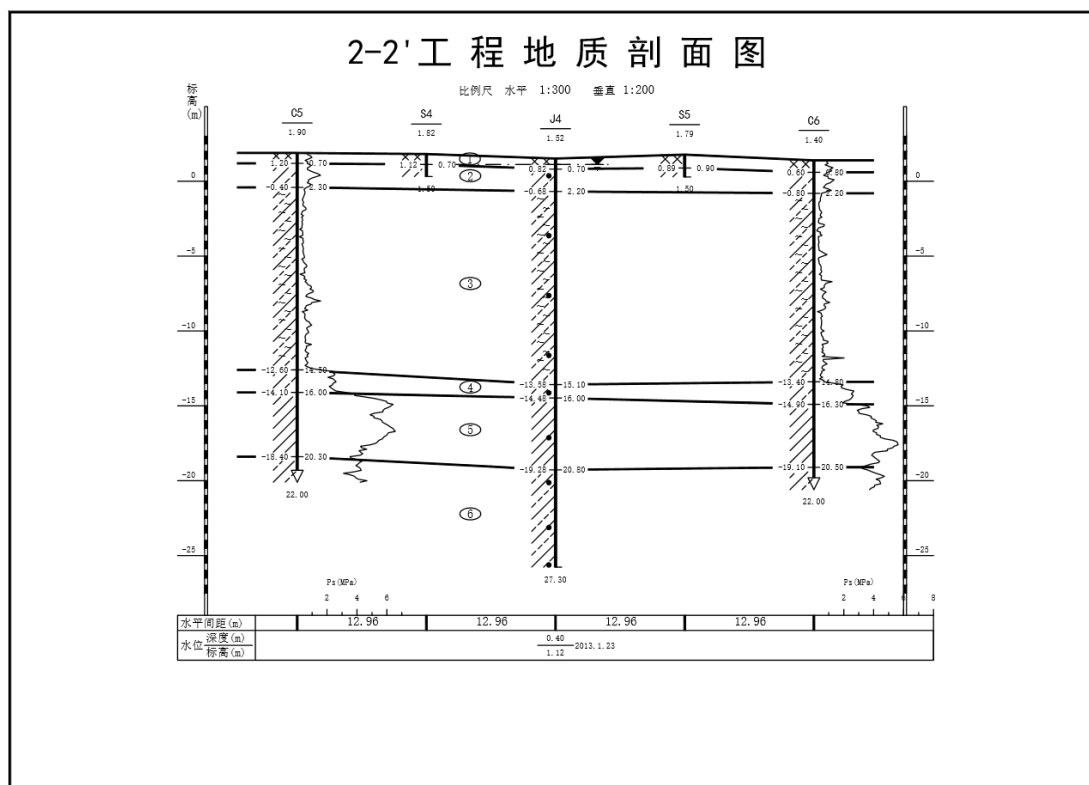 2-2'工程地质剖面图
比例尺 水平 1:300 垂直 1:200
标高(m)
C5 S4 J4 S5 C6
1.90 1.82 1.52 1.79 1.40
①
1.20 0.70 1.12 0.70 0.82 0.70 0.89 0.90 0.60 0.80
②
0 0
-0.40 2.30 1.50 -0.68 2.20 1.50 -0.80 2.20
-5 -5
③
-10 -10
-12.60 14.50 -13.58 15.10 -13.40 14.80
④
-14.10 16.00 -14.48 16.00 -14.90 16.30
-15 -15
⑤
-18.40 20.30 -19.28 20.80 -19.10 20.50
-20 -20
22.00 22.00
⑥
-25 -25
27.30
Ps(MPa) Ps(MPa)
2 4 6 2 4 6 8
水平间距(m) 12.96 12.96 12.96 12.96
水位 深度(m) 0.40 2013.1.23
标高(m) 1.12